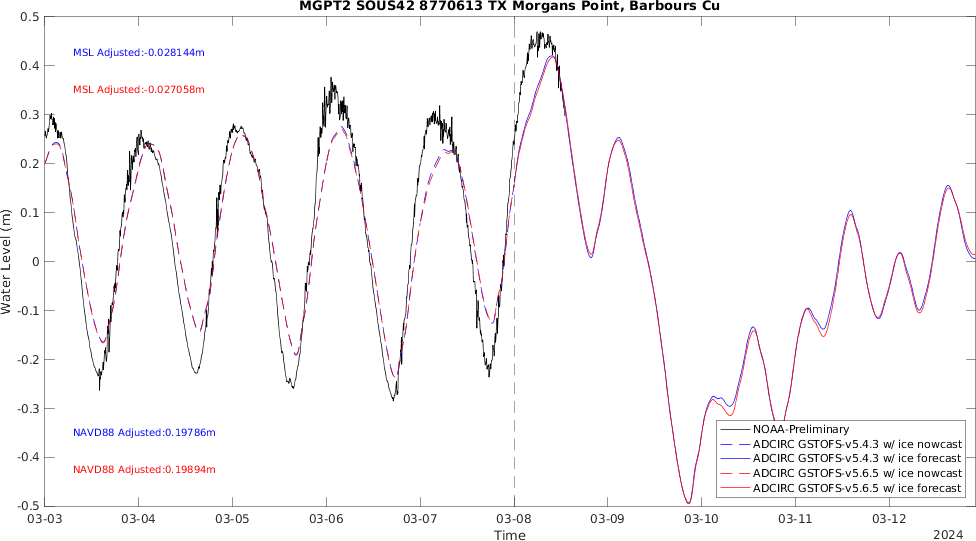 MGPT2 SOUS42 8770613 TX Morgans Point, Barbours Cu
0.5
0.4
0.3
0.2
0.1
0
-0.1
-0.2
-0.3
-0.4
-0.5
Water Level (m)
MSL Adjusted:-0.028144m
MSL Adjusted:-0.027058m
NAVD88 Adjusted:0.19786m
NAVD88 Adjusted:0.19894m
NOAA-Preliminary
ADCIRC GSTOFS-v5.4.3 w/ ice nowcast
ADCIRC GSTOFS-v5.4.3 w/ ice forecast
ADCIRC GSTOFS-v5.6.5 w/ ice nowcast
ADCIRC GSTOFS-v5.6.5 w/ ice forecast
03-03 03-04 03-05 03-06 03-07 03-08 03-09 03-10 03-11 03-12
Time
2024